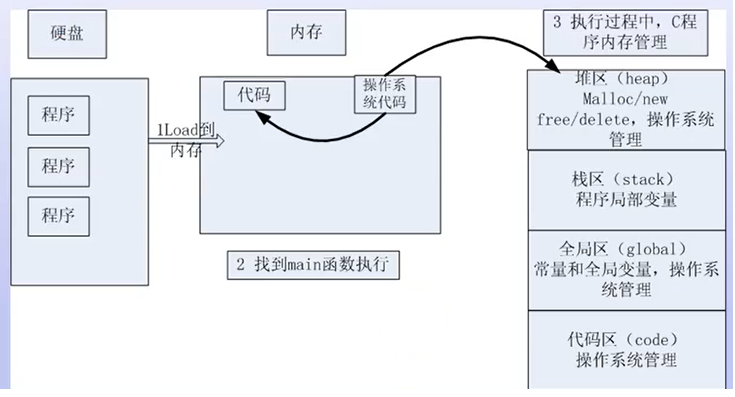 硬盘
内存
3 执行过程中，C程
序内存管理
程序
程序
程序
1Load到
内存
代码
操作系
统代码
2 找到main函数执行
堆区（heap）
Malloc/new
free/delete，操作系统
管理
栈区（stack）
程序局部变量
全局区（global）
常量和全局变量，操作系
统管理
代码区（code）
操作系统管理